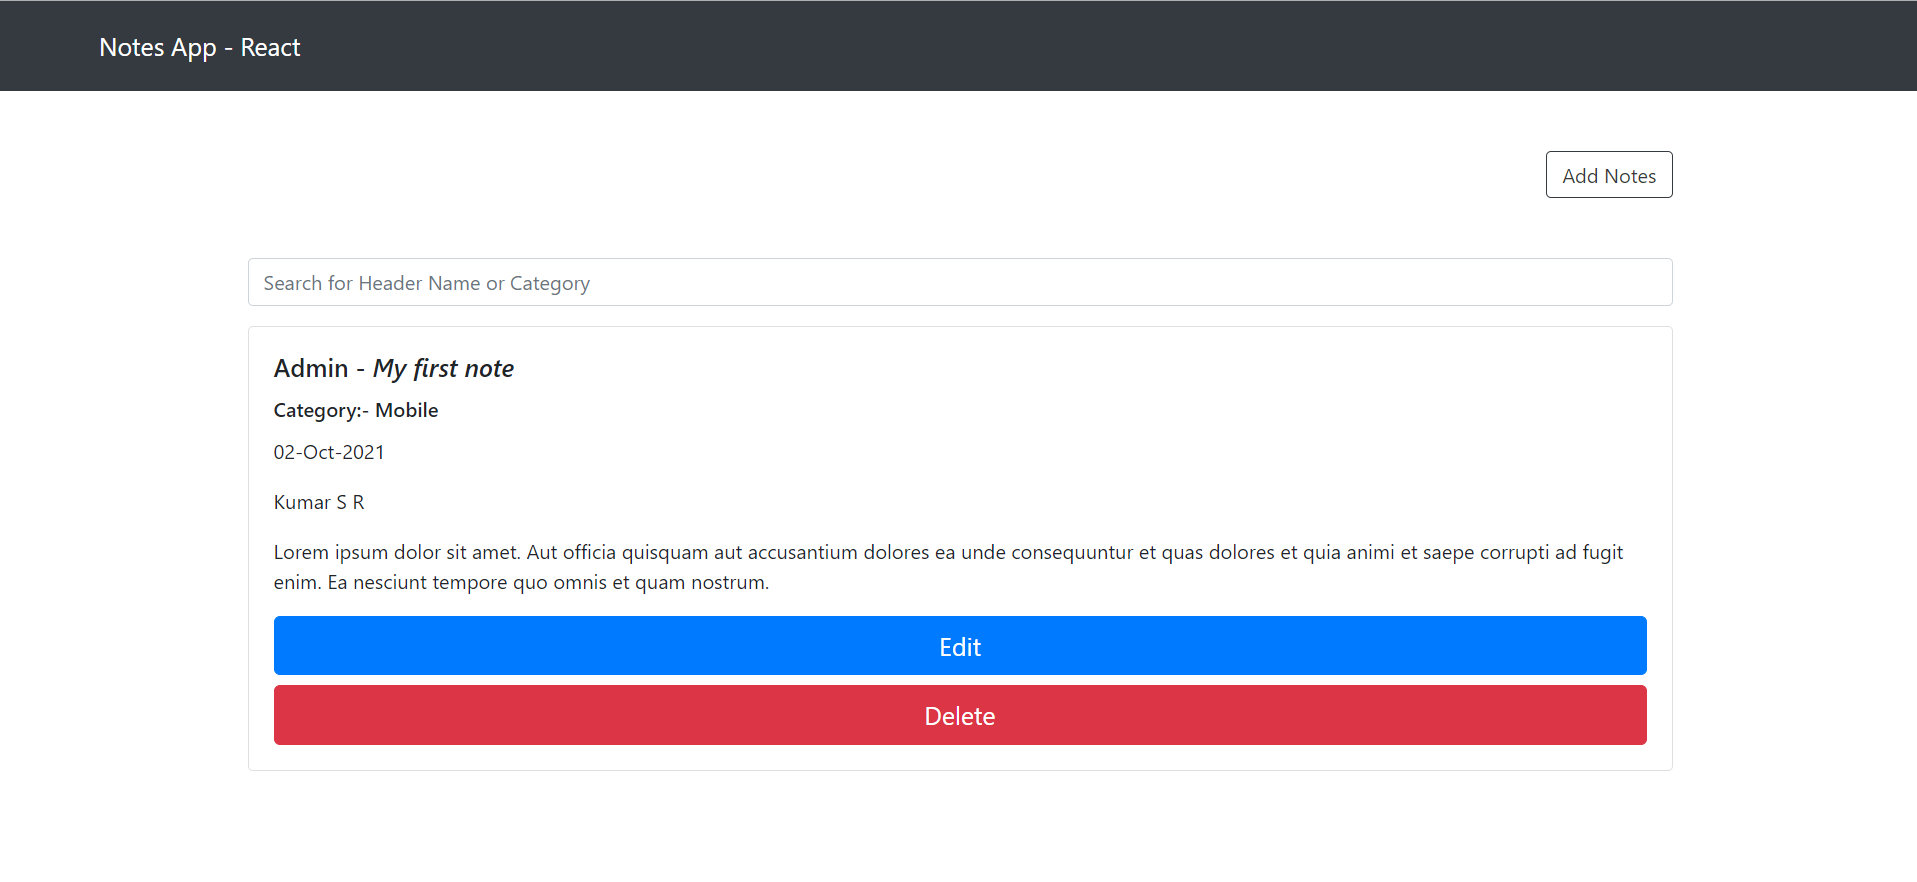 Notes App - React
Add Notes
Search for Header Name or Category
Admin - My first note
Category:- Mobile
02-Oct-2021
Kumar S R
Lorem ipsum dolor sit amet. Aut officia quisquam aut accusantium dolores ea unde consequuntur et quas dolores et quia animi et saepe corrupti ad fugit
enim. Ea nesciunt tempore quo omnis et quam nostrum.
Edit
Delete